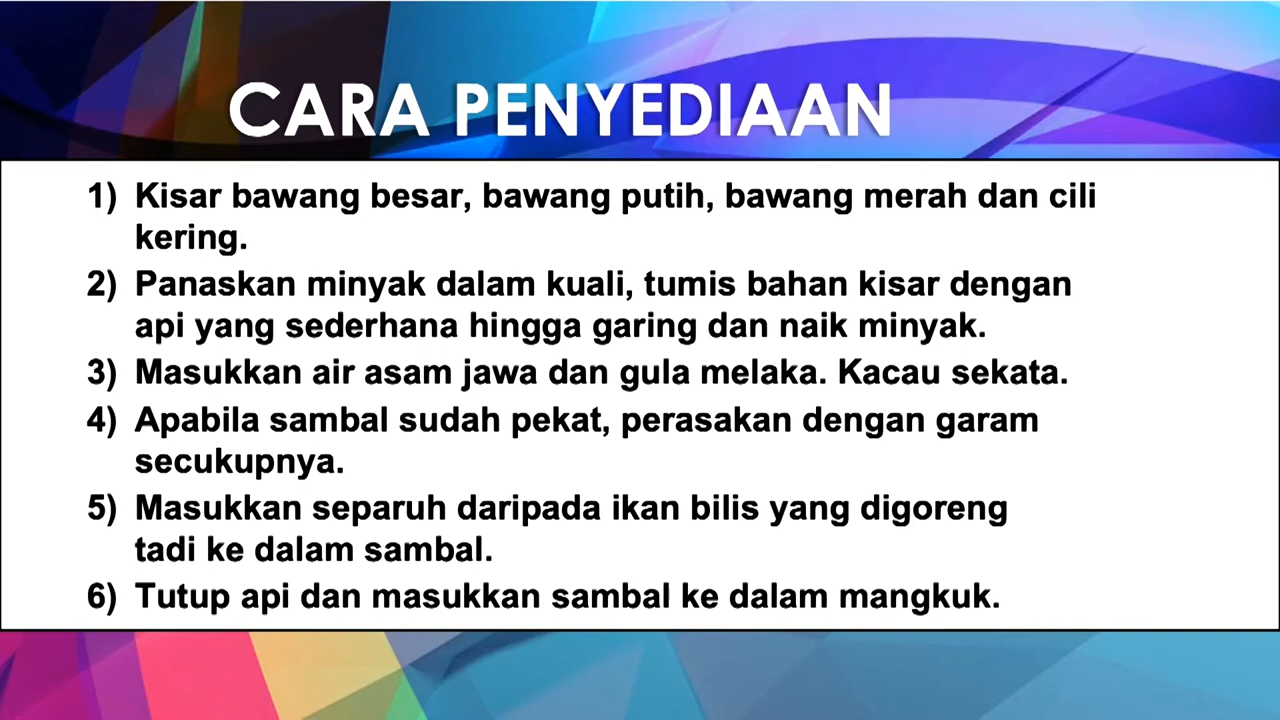 CARA PENYEDIAAN
1) Kisar bawang besar, bawang putih, bawang merah dan cili
kering.
2) Panaskan minyak dalam kuali, tumis bahan kisar dengan
api yang sederhana hingga garing dan naik minyak.
3) Masukkan air asam jawa dan gula melaka. Kacau sekata.
4) Apabila sambal sudah pekat, perasakan dengan garam
secukupnya.
5) Masukkan separuh daripada ikan bilis yang digoreng
tadi ke dalam sambal.
6) Tutup api dan masukkan sambal ke dalam mangkuk.